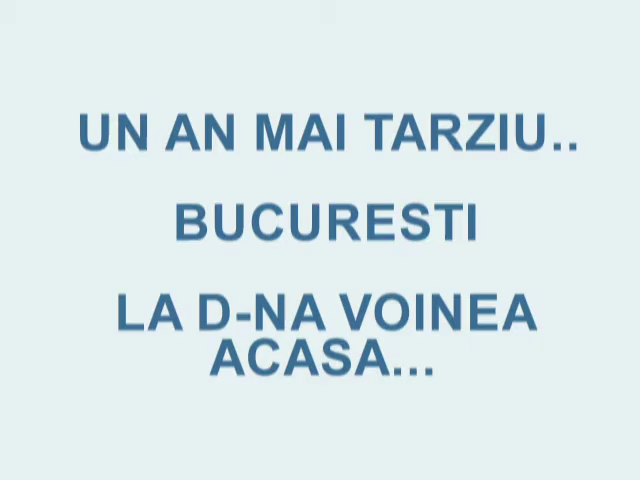 UN AN MAI TARZIU..
BUCURESTI
LA D-NA VOINEA
ACASA...